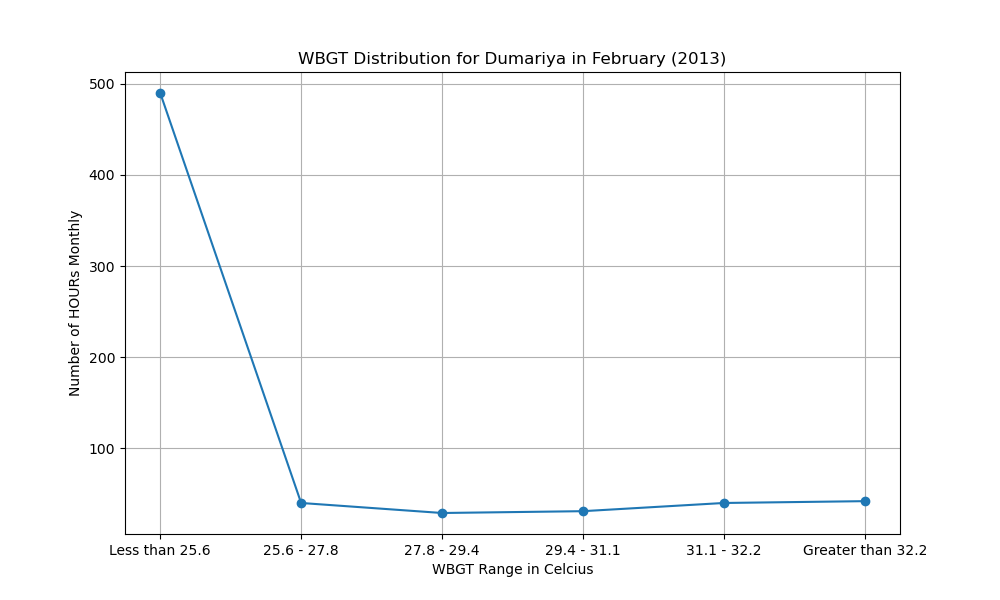 WBGT Distribution for Dumariya in February (2013)
Number of HOURs Monthly
500
400
300
200
100
Less than 25.6
25.6 - 27.8
27.8 - 29.4
29.4 - 31.1
31.1 - 32.2
Greater than 32.2
WBGT Range in Celcius